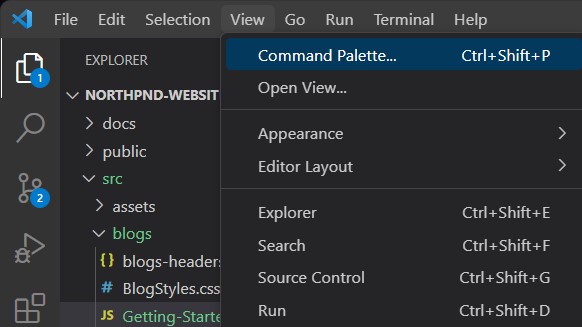 File Edit Selection View Go Run Terminal Help
EXPLORER
Command Palette... Ctrl+Shift+P
1
Open View...
NORTHPND-WEBSIT
docs
Appearance
public
Editor Layout
src
2
assets
Explorer Ctrl+Shift+E
blogs
Search Ctrl+Shift+F
{} blogs-header
# BlogStyles.css
Source Control Ctrl+Shift+G
JS Getting-Starte
Run Ctrl+Shift+D